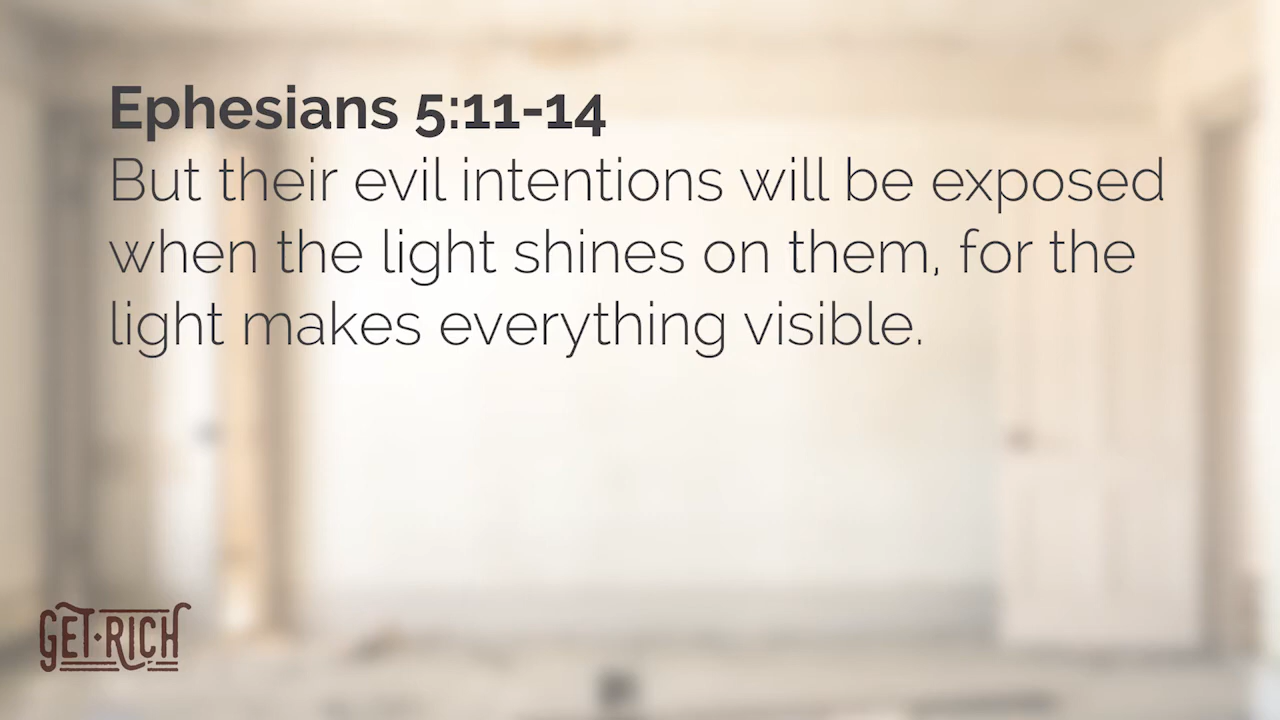 Ephesians 5:11-14
But their evil intentions will be exposed
when the light shines on them, for the
light makes everything visible.
GET·RICH